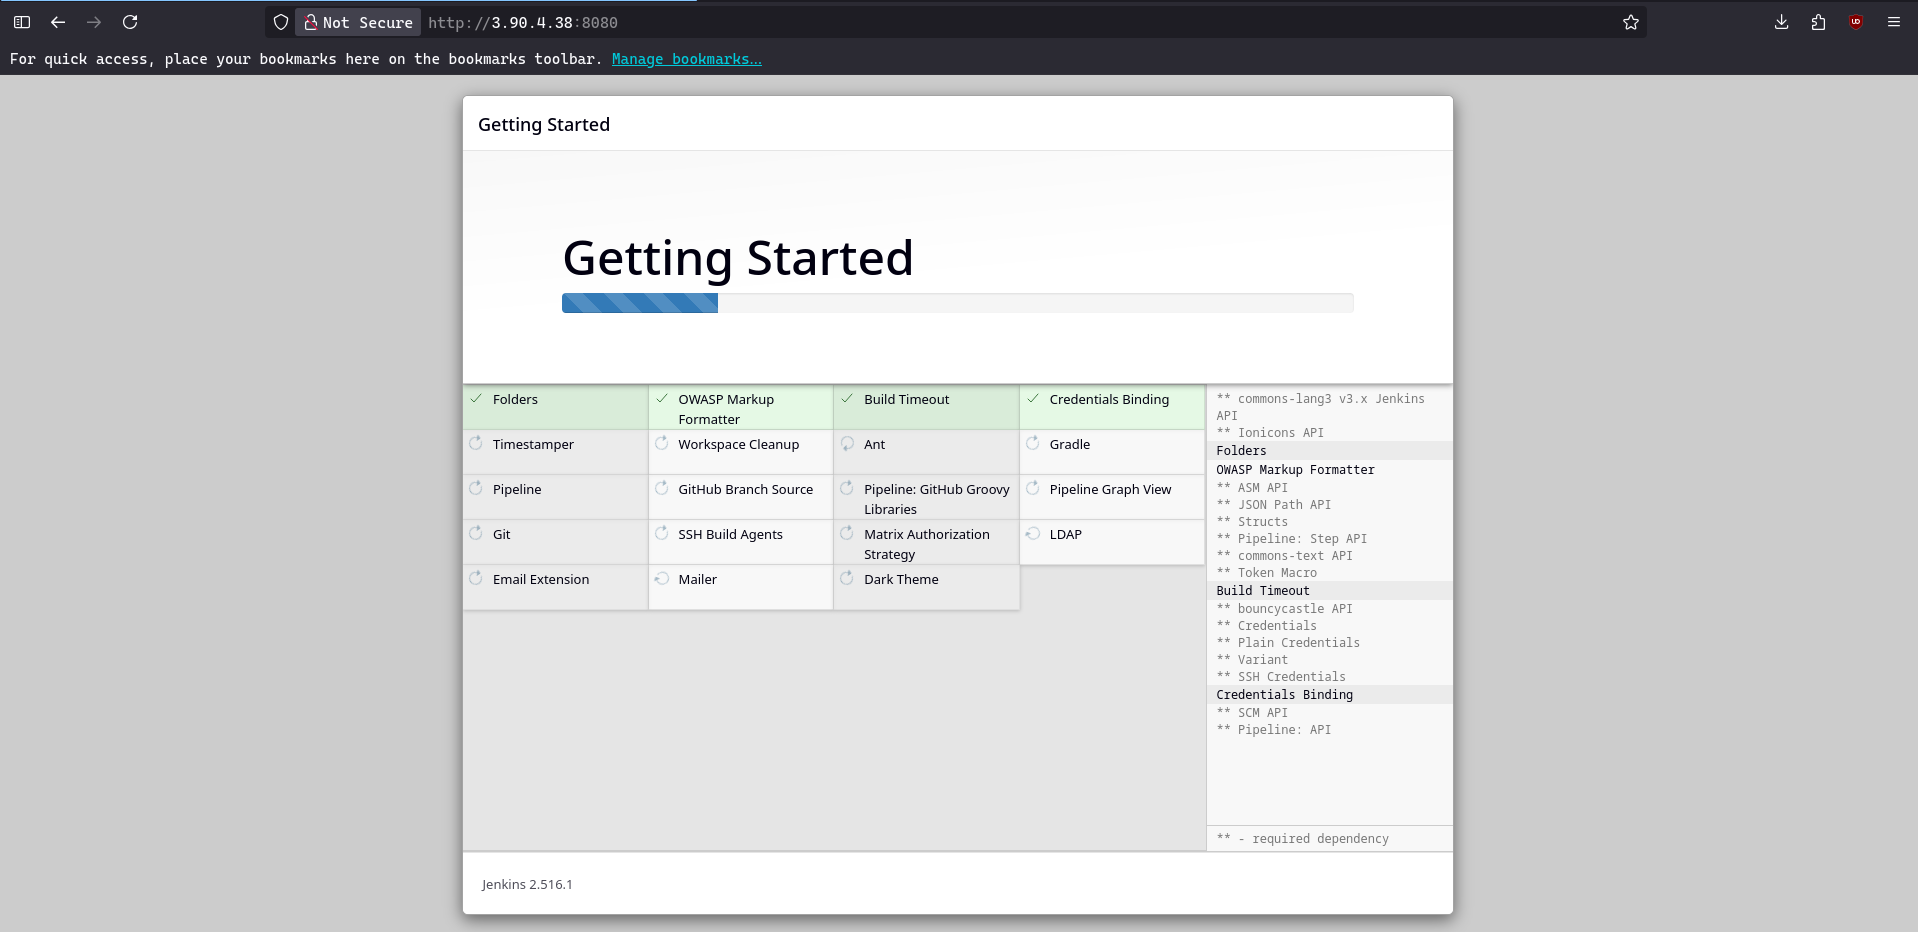 Not Secure http://3.90.4.38:8080
For quick access, place your bookmarks here on the bookmarks toolbar. Manage bookmarks...
Getting Started
Getting Started
Folders
OWASP Markup
Formatter
Build Timeout
Credentials Binding
Timestamper
Workspace Cleanup
Ant
Gradle
Pipeline
GitHub Branch Source
Pipeline: GitHub Groovy
Libraries
Pipeline Graph View
Git
SSH Build Agents
Matrix Authorization
Strategy
LDAP
Email Extension
Mailer
Dark Theme
** commons-lang3 v3.x Jenkins
API
** Ionicons API
Folders
OWASP Markup Formatter
** ASM API
** JSON Path API
** Structs
** Pipeline: Step API
** commons-text API
** Token Macro
Build Timeout
** bouncycastle API
** Credentials
** Plain Credentials
** Variant
** SSH Credentials
Credentials Binding
** SCM API
** Pipeline: API
** - required dependency
Jenkins 2.516.1